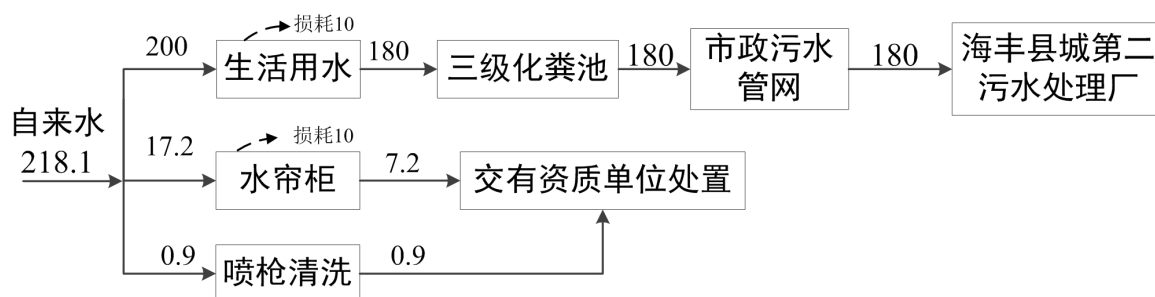 损耗10
200
生活用水
180
三级化粪池
180
市政污水
管网
180
海丰县城第二
污水处理厂
自来水
218.1
损耗10
17.2
水帘柜
7.2
交有资质单位处置
0.9
喷枪清洗
0.9